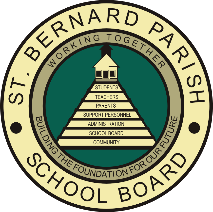 ST. BERNARD PARISH
WORKING TOGETHER
STUDENTS
TEACHERS
PARENTS
SUPPORT PERSONNEL
ADMINISTRATION
SCHOOL BOARD
COMMUNITY
BUILDING THE FOUNDATION FOR OUR FUTURE
SCHOOL BOARD